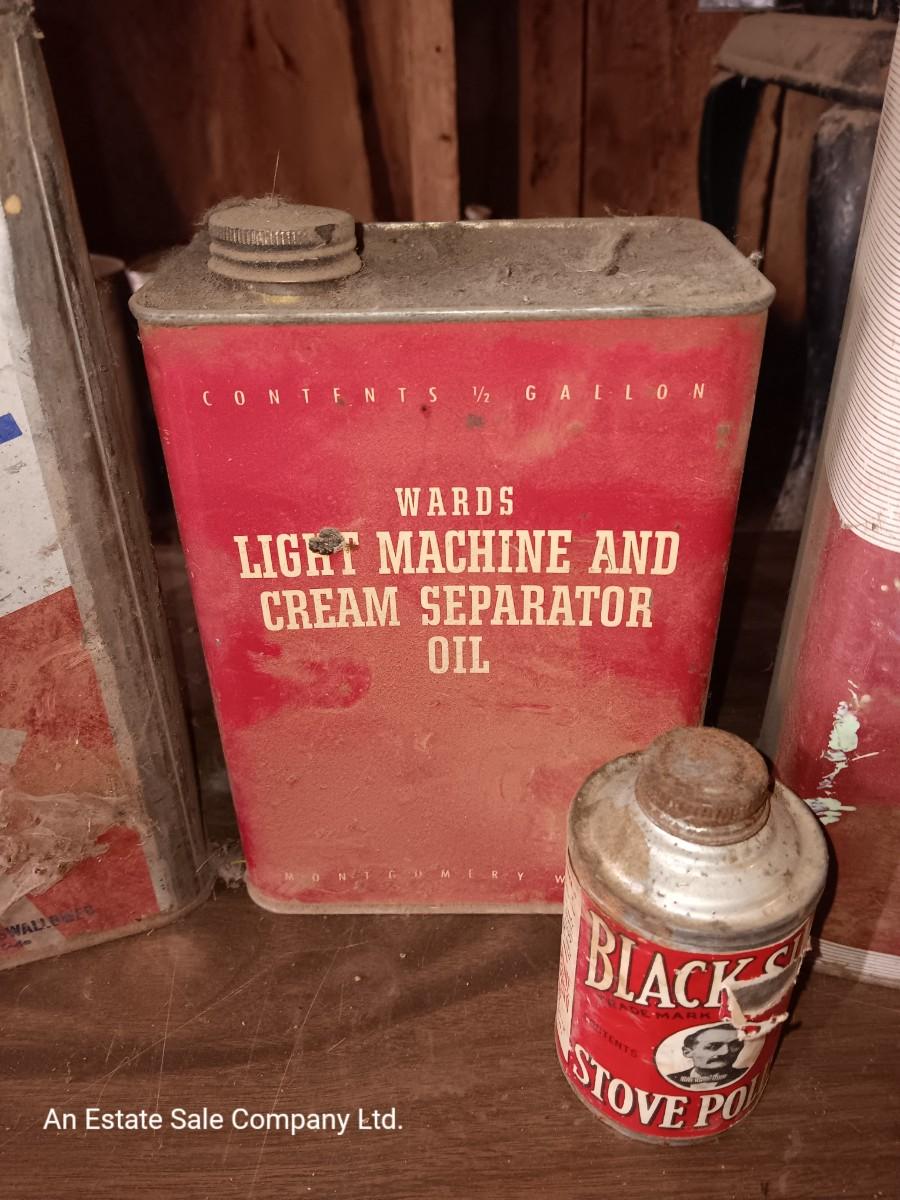 CONTENTS ½ GALLON
WARDS
LIGHT MACHINE AND
CREAM SEPARATOR
OIL
MONTGOMERY W
BLACK S
TRADE MARK
CONTENTS
STOVE POL
An Estate Sale Company Ltd.